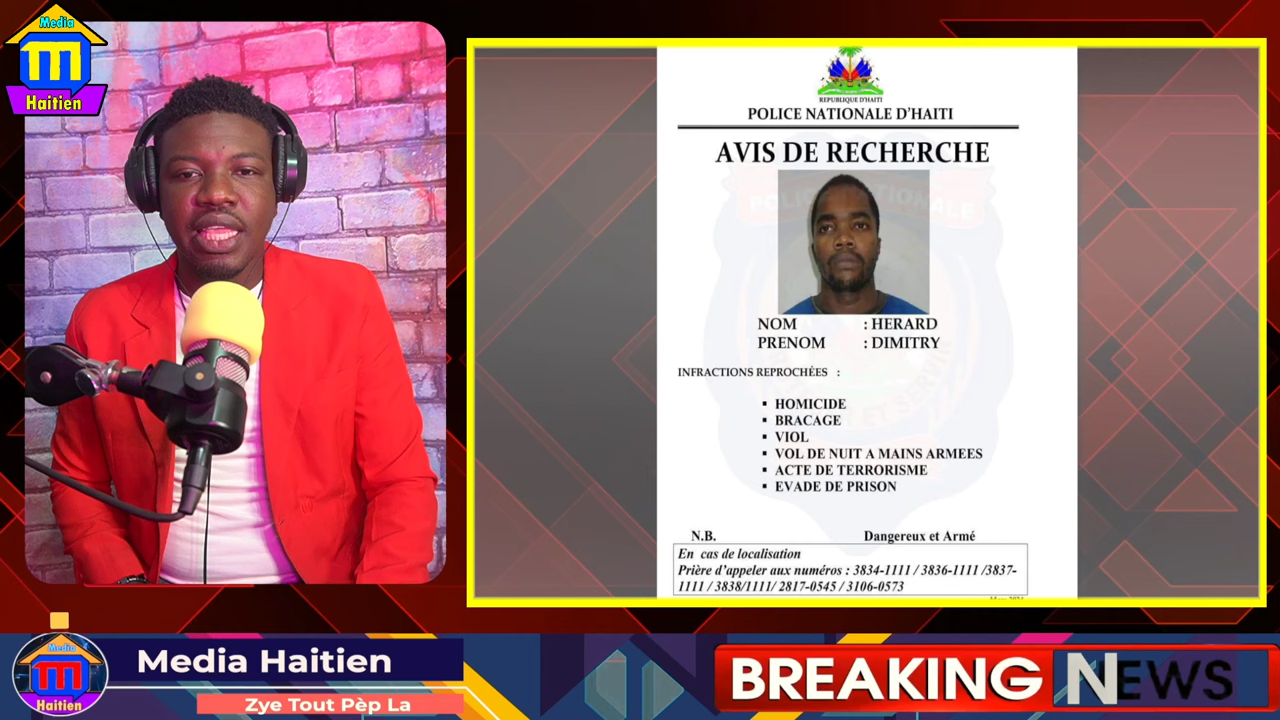 Media
Haitien
REPUBLIQUE D'HAITI
POLICE NATIONALE D'HAITI
AVIS DE RECHERCHE
NOM : HERARD
PRENOM : DIMITRY
INFRACTIONS REPROCHÉES :
▪ HOMICIDE
▪ BRACAGE
▪ VIOL
▪ VOL DE NUIT A MAINS ARMEES
▪ ACTE DE TERRORISME
▪ EVADE DE PRISON
N.B. Dangereux et Armé
En cas de localisation
Prière d'appeler aux numéros : 3834-1111 / 3836-1111 /3837-
1111 / 3838/1111/ 2817-0545 / 3106-0573
Media
Haitien
Media Haitien
Zye Tout Pèp La
BREAKING NEWS